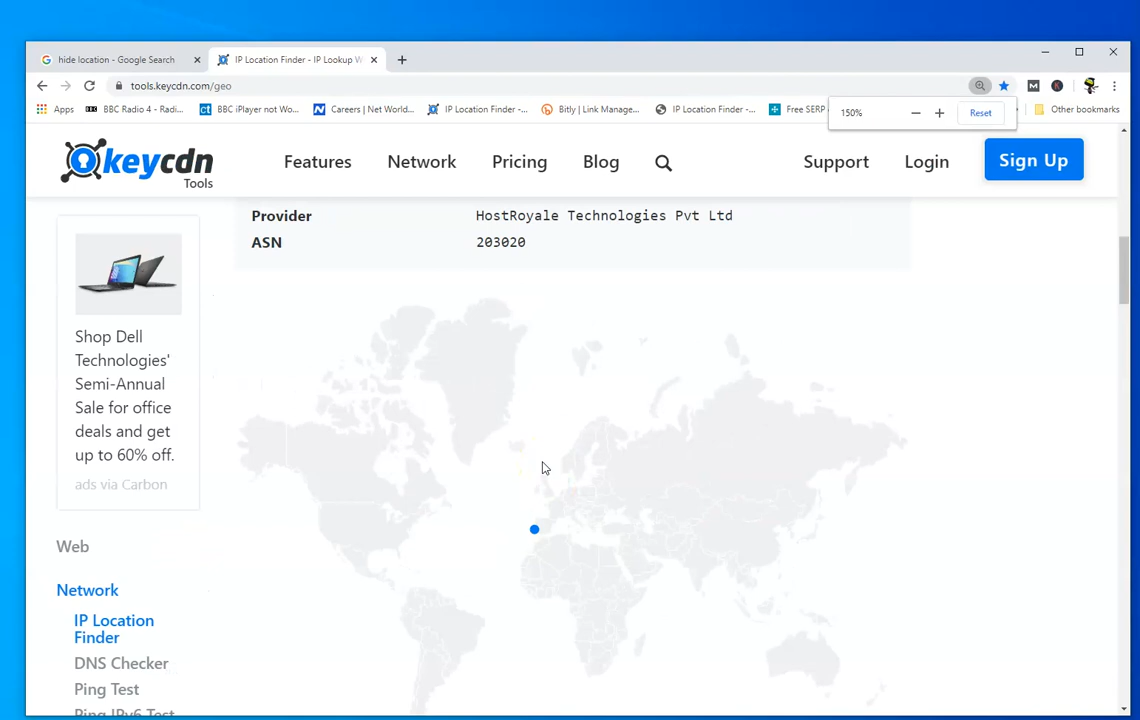 hide location - Google Search
IP Location Finder - IP Lookup W
tools.keycdn.com/geo
Apps
BBC Radio 4 - Radi...
BBC iPlayer not Wo...
Careers | Net World...
IP Location Finder -...
Bitly | Link Manage...
IP Location Finder -...
Free SERP
Other bookmarks
150%
Reset
keycdn
Tools
Features
Network
Pricing
Blog
Support
Login
Sign Up
Provider
HostRoyale Technologies Pvt Ltd
ASN
203020
Shop Dell
Technologies'
Semi-Annual
Sale for office
deals and get
up to 60% off.
ads via Carbon
Web
Network
IP Location
Finder
DNS Checker
Ping Test
Ping IPv6 Test